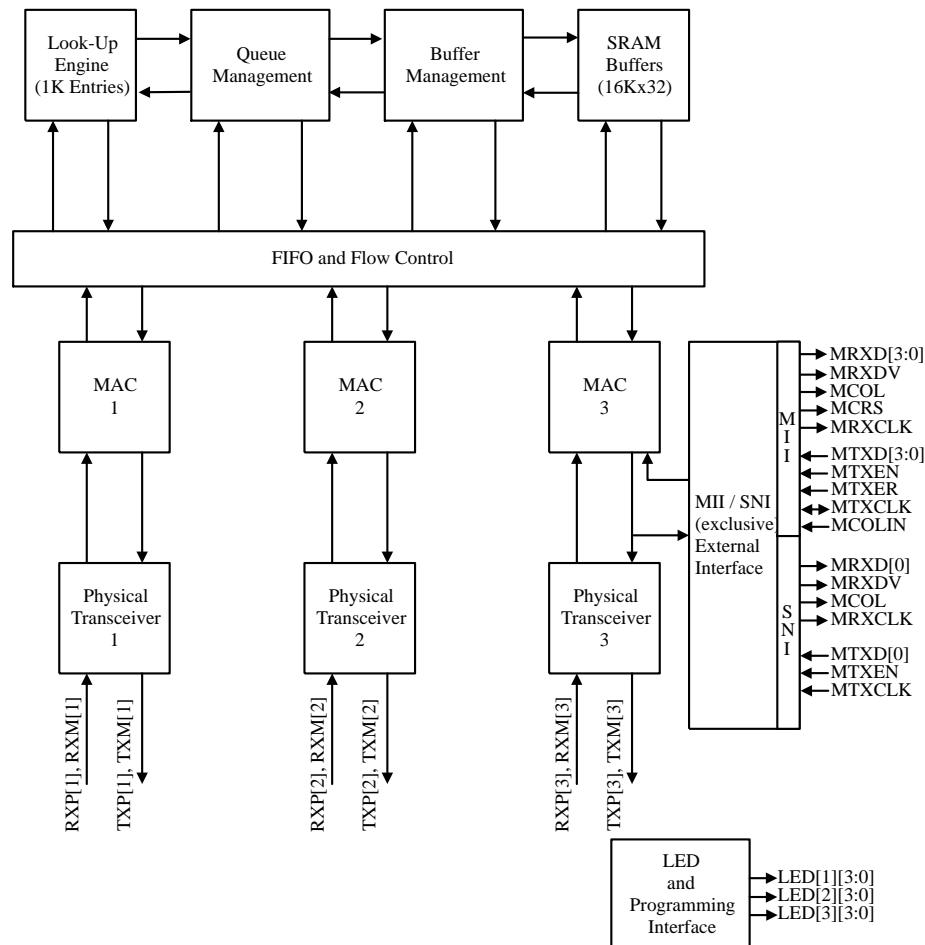 Look-Up
Engine
(1K Entries)
Queue
Management
Buffer
Management
SRAM
Buffers
(16Kx32)
FIFO and Flow Control
MAC
1
MAC
2
MAC
3
MII / SNI
(exclusive)
External
Interface
MII
SNI
MRXD[3:0]
MRXDV
MCOL
MCRS
MRXCLK
MTXD[3:0]
MTXEN
MTXER
MTXCLK
MCOLIN
MRXD[0]
MRXDV
MCOL
MRXCLK
MTXD[0]
MTXEN
MTXCLK
Physical
Transceiver
1
Physical
Transceiver
2
Physical
Transceiver
3
RXP[1], RXM[1]
TXP[1], TXM[1]
RXP[2], RXM[2]
TXP[2], TXM[2]
RXP[3], RXM[3]
TXP[3], TXM[3]
LED
and
Programming
Interface
LED[1][3:0]
LED[2][3:0]
LED[3][3:0]